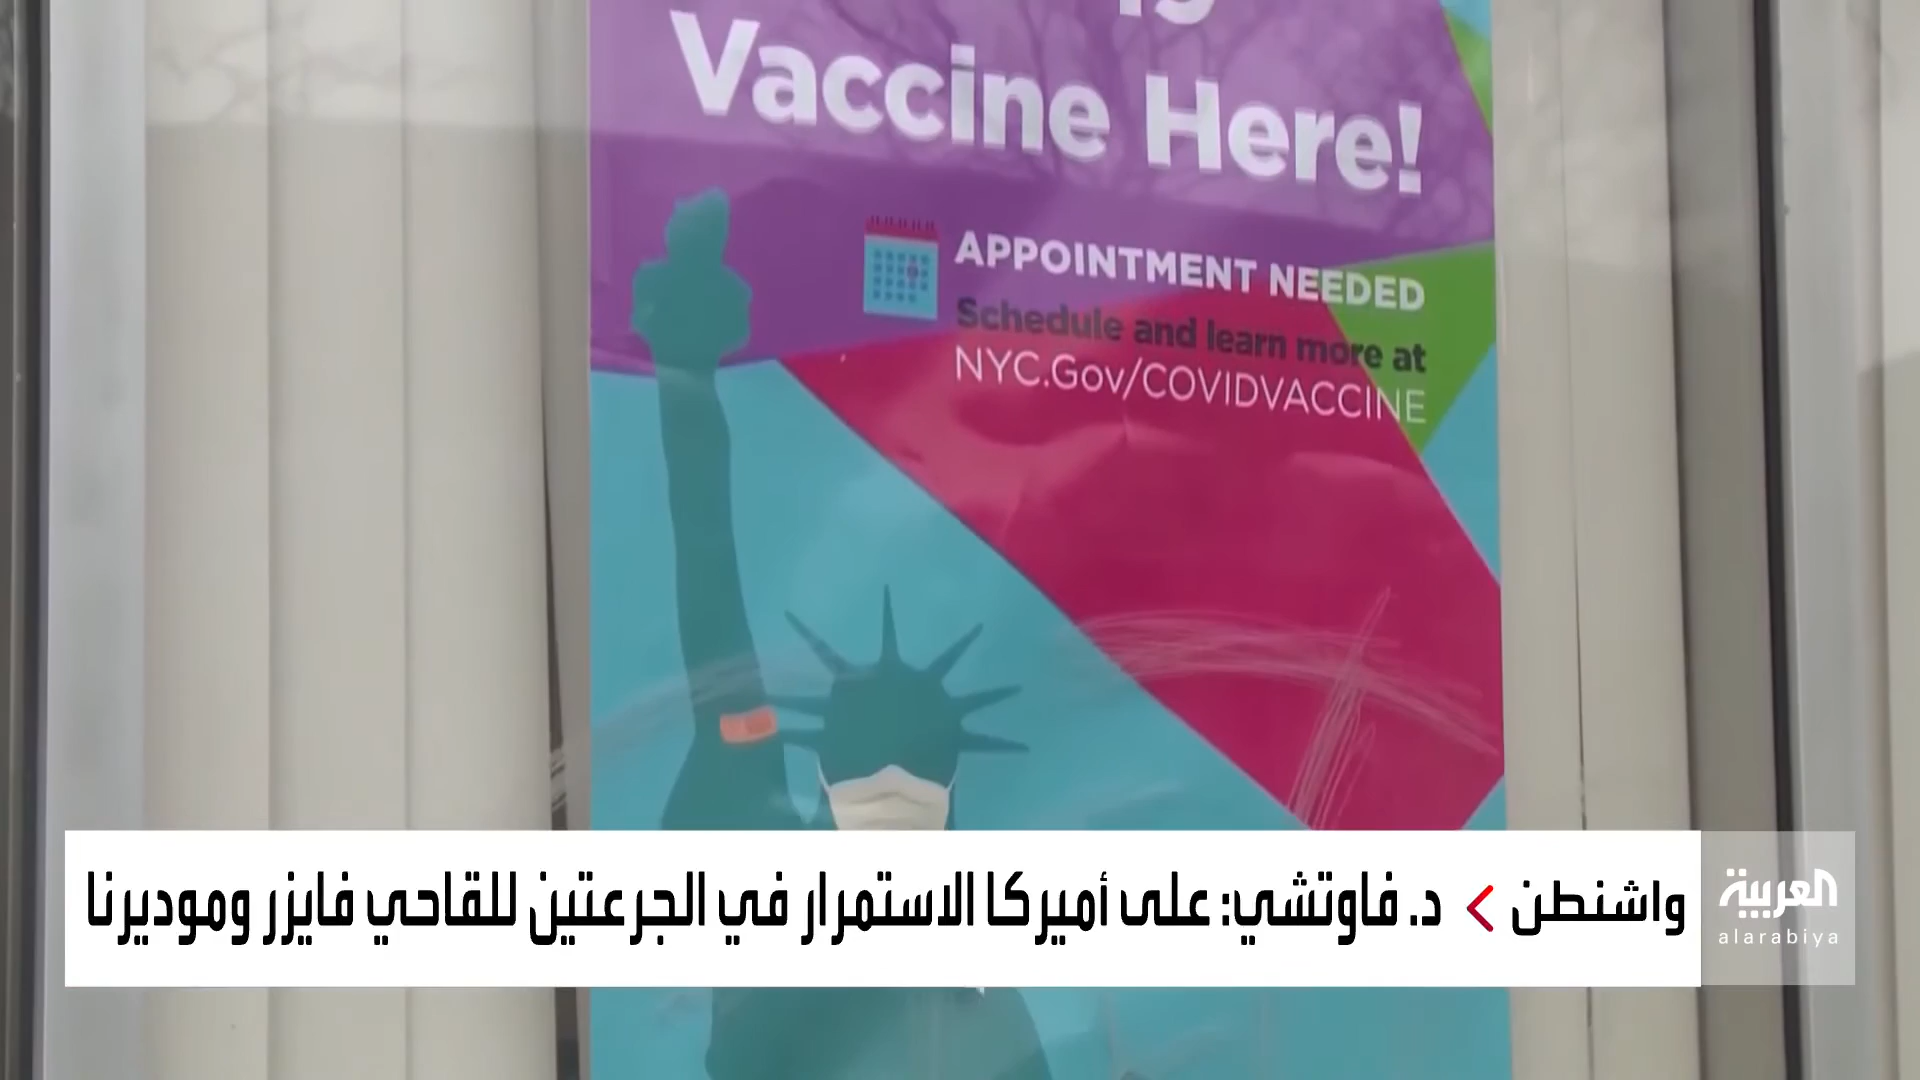 Vaccine Here!
APPOINTMENT NEEDED
Schedule and learn more at
NYC.Gov/COVIDVACCINE
واشنطن > د. فاوتشي: على أميركا الاستمرار في الجرعتين للقاحي فايزر وموديرنا
العربية
alarabiya